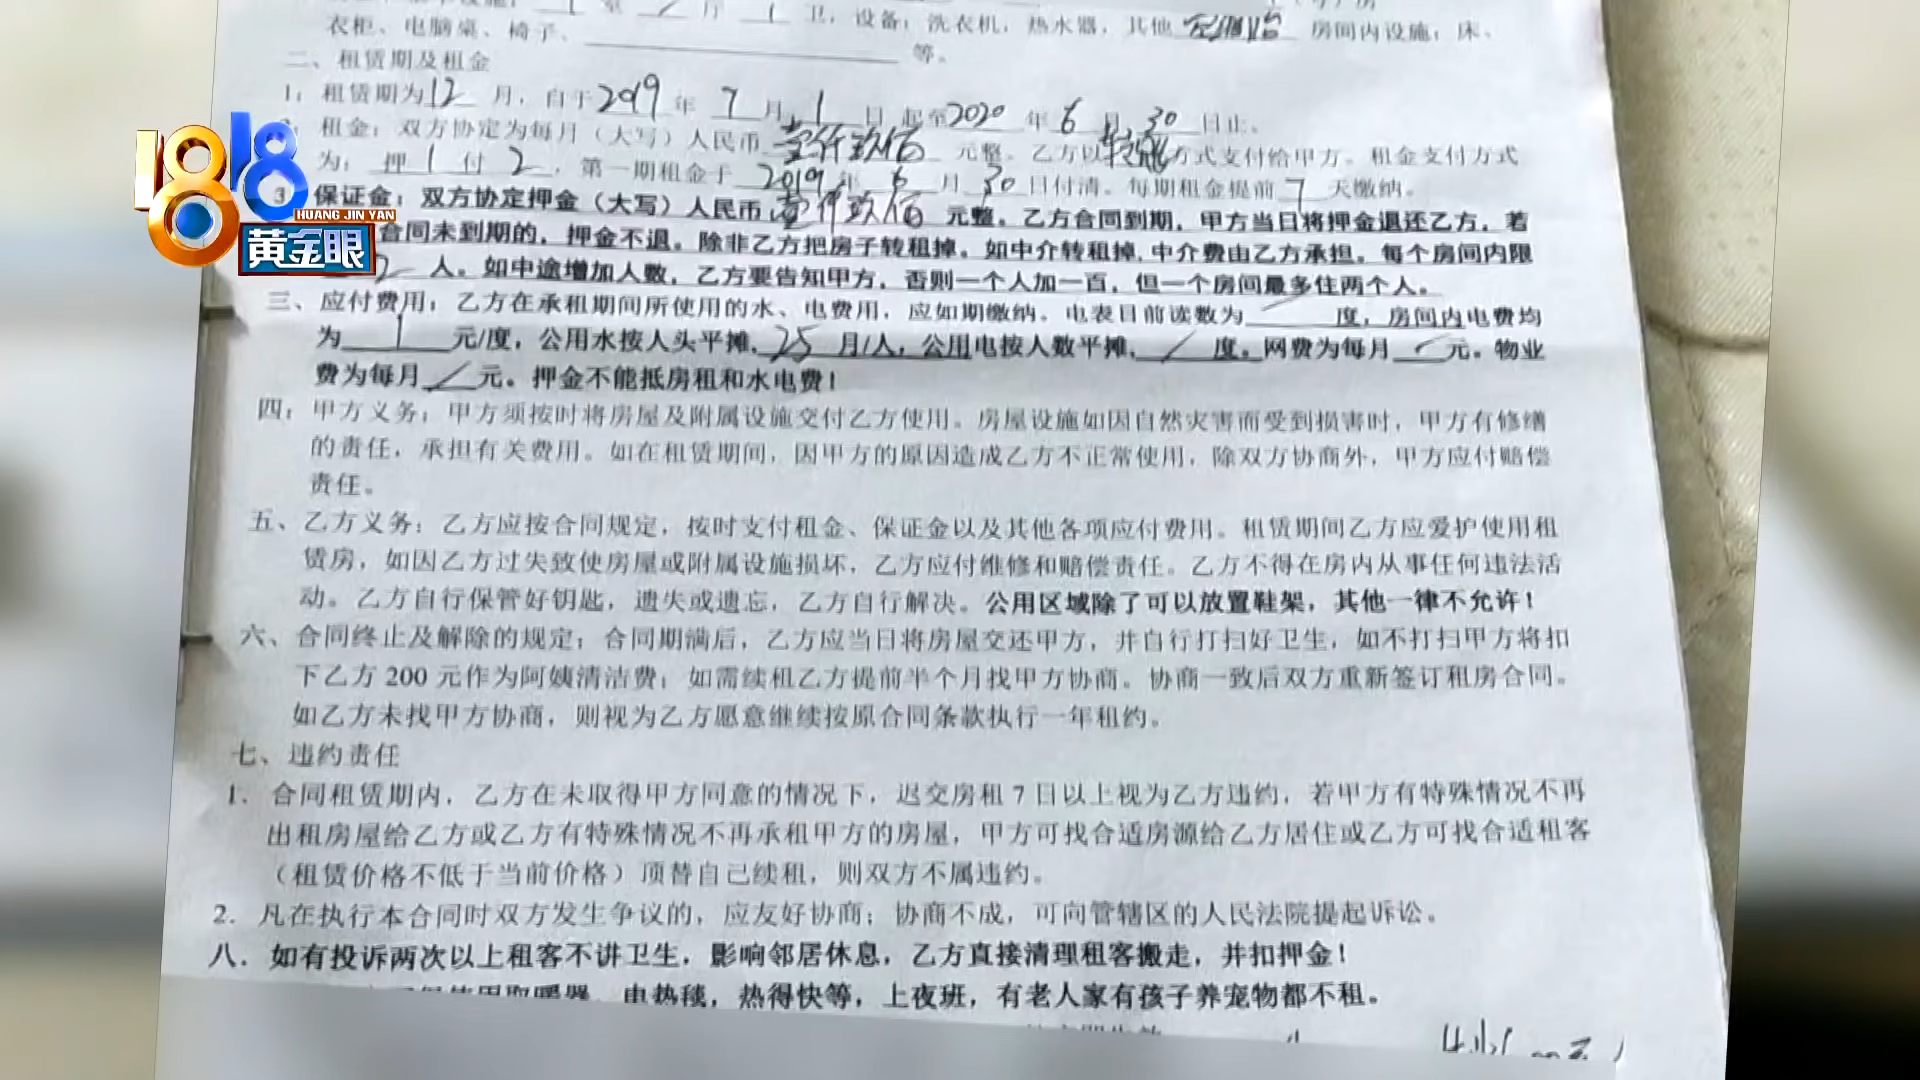 1 室 / 厅 1 卫，设备：洗衣机，热水器，其他 房间内设施：床、
衣柜、电脑桌、椅子、 等。
二、租赁期及租金
1：租赁期为12 月，自于2019年 7 月 1 日 起至2020 年 6 月 30 日止。
租金：双方协定为每月（大写）人民币 壹仟玖佰 元整。乙方以 方式支付给甲方。租金支付方式
为：押 1 付 2 ，第一期租金于 2019 年 6 月 30 日付清。每期租金提前 7 天缴纳。
3 保证金：双方协定押金（大写）人民币 壹仟玖佰 元整。乙方合同到期，甲方当日将押金退还乙方，若
合同未到期的，押金不退。除非乙方把房子转租掉。如中介转租掉,中介费由乙方承担。每个房间内限
2 人。如中途增加人数，乙方要告知甲方，否则一个人加一百，但一个房间最多住两个人。
三、应付费用：乙方在承租期间所使用的水、电费用，应如期缴纳。电表目前读数为 度，房间内电费均
为 1 元/度，公用水按人头平摊, 25 月/人，公用电按人数平摊, / 度。网费为每月 元。物业
费为每月 / 元。押金不能抵房租和水电费！
四：甲方义务：甲方须按时将房屋及附属设施交付乙方使用。房屋设施如因自然灾害而受到损害时，甲方有修缮
的责任，承担有关费用。如在租赁期间，因甲方的原因造成乙方不正常使用，除双方协商外，甲方应付赔偿
责任。
五、乙方义务：乙方应按合同规定，按时支付租金、保证金以及其他各项应付费用。租赁期间乙方应爱护使用租
赁房，如因乙方过失致使房屋或附属设施损坏，乙方应付维修和赔偿责任。乙方不得在房内从事任何违法活
动。乙方自行保管好钥匙，遗失或遗忘，乙方自行解决。公用区域除了可以放置鞋架，其他一律不允许！
六、合同终止及解除的规定：合同期满后，乙方应当日将房屋交还甲方，并自行打扫好卫生，如不打扫甲方将扣
下乙方 200 元作为阿姨清洁费；如需续租乙方提前半个月找甲方协商。协商一致后双方重新签订租房合同。
如乙方未找甲方协商，则视为乙方愿意继续按原合同条款执行一年租约。
七、违约责任
1．合同租赁期内，乙方在未取得甲方同意的情况下，迟交房租 7 日以上视为乙方违约，若甲方有特殊情况不再
出租房屋给乙方或乙方有特殊情况不再承租甲方的房屋，甲方可找合适房源给乙方居住或乙方可找合适租客
（租赁价格不低于当前价格）顶替自己续租，则双方不属违约。
2．凡在执行本合同时双方发生争议的，应友好协商；协商不成，可向管辖区的人民法院提起诉讼。
八．如有投诉两次以上租客不讲卫生，影响邻居休息，乙方直接清理租客搬走，并扣押金！
使用取暖器、电热毯，热得快等，上夜班，有老人家有孩子养宠物都不租。
1818
HUANG JIN YAN
黄金眼